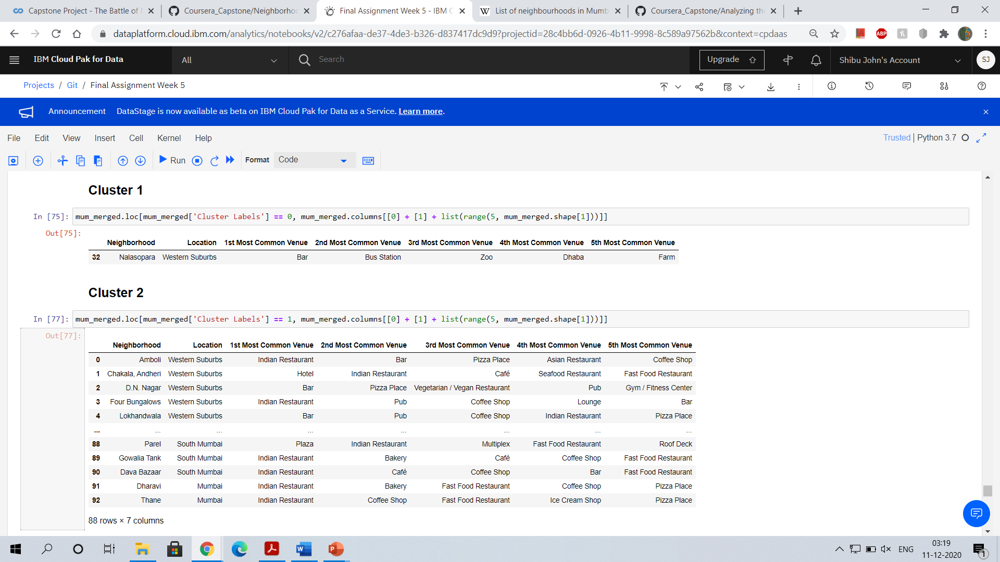 Capstone Project - The Battle of
Coursera_Capstone/Neighborhoo
Final Assignment Week 5 - IBM C
W List of neighbourhoods in Mumb
Coursera_Capstone/Analyzing the
dataplatform.cloud.ibm.com/analytics/notebooks/v2/c276afaa-de37-4de3-b326-d837417dc9d9?projectid=28c4bb6d-0926-4b11-9998-8c589a97562b&context=cpdaas
ABP
IBM Cloud Pak for Data
All
Search
Upgrade
Shibu John's Account
SJ
Projects / Git / Final Assignment Week 5
Announcement DataStage is now available as beta on IBM Cloud Pak for Data as a Service. Learn more.
File Edit View Insert Cell Kernel Help
Trusted | Python 3.7
Run
Format Code
Cluster 1
In [75]: mum_merged.loc[mum_merged['Cluster Labels'] == 0, mum_merged.columns[[0] + [1] + list(range(5, mum_merged.shape[1]))]]
Out[75]:
Neighborhood Location 1st Most Common Venue 2nd Most Common Venue 3rd Most Common Venue 4th Most Common Venue 5th Most Common Venue
32 Nalasopara Western Suburbs Bar Bus Station Zoo Dhaba Farm
Cluster 2
In [77]: mum_merged.loc[mum_merged['Cluster Labels'] == 1, mum_merged.columns[[0] + [1] + list(range(5, mum_merged.shape[1]))]]
Out[77]:
Neighborhood Location 1st Most Common Venue 2nd Most Common Venue 3rd Most Common Venue 4th Most Common Venue 5th Most Common Venue
0 Amboli Western Suburbs Indian Restaurant Bar Pizza Place Asian Restaurant Coffee Shop
1 Chakala, Andheri Western Suburbs Hotel Indian Restaurant Café Seafood Restaurant Fast Food Restaurant
2 D.N. Nagar Western Suburbs Bar Pizza Place Vegetarian / Vegan Restaurant Pub Gym / Fitness Center
3 Four Bungalows Western Suburbs Indian Restaurant Pub Coffee Shop Lounge Bar
4 Lokhandwala Western Suburbs Bar Pub Coffee Shop Indian Restaurant Pizza Place
... ... ... ... ... ... ... ...
88 Parel South Mumbai Plaza Indian Restaurant Multiplex Fast Food Restaurant Roof Deck
89 Gowalia Tank South Mumbai Indian Restaurant Bakery Café Coffee Shop Fast Food Restaurant
90 Dava Bazaar South Mumbai Indian Restaurant Café Coffee Shop Bar Fast Food Restaurant
91 Dharavi Mumbai Indian Restaurant Bakery Fast Food Restaurant Coffee Shop Pizza Place
92 Thane Mumbai Indian Restaurant Coffee Shop Fast Food Restaurant Ice Cream Shop Pizza Place
88 rows × 7 columns
ENG
03:19
11-12-2020
1